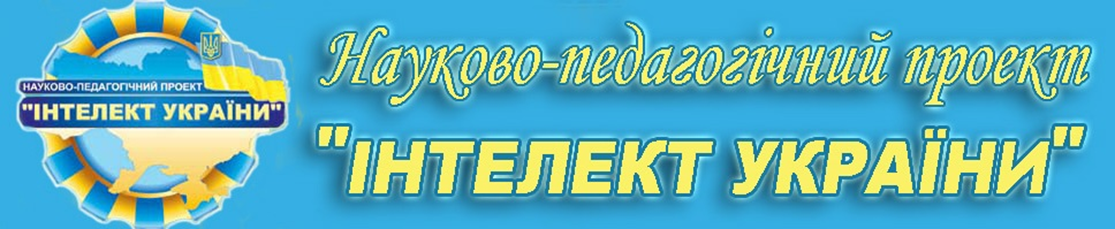 НАУКОВО-ПЕДАГОГІЧНИЙ ПРОЕКТ
"ІНТЕЛЕКТ УКРАЇНИ"
Науково-педагогічний проект
"ІНТЕЛЕКТ УКРАЇНИ"